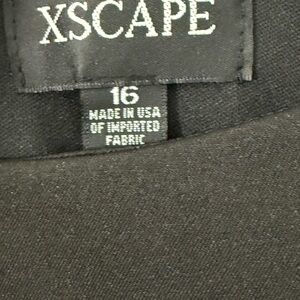 XSCAPE
16
MADE IN USA
OF IMPORTED
FABRIC